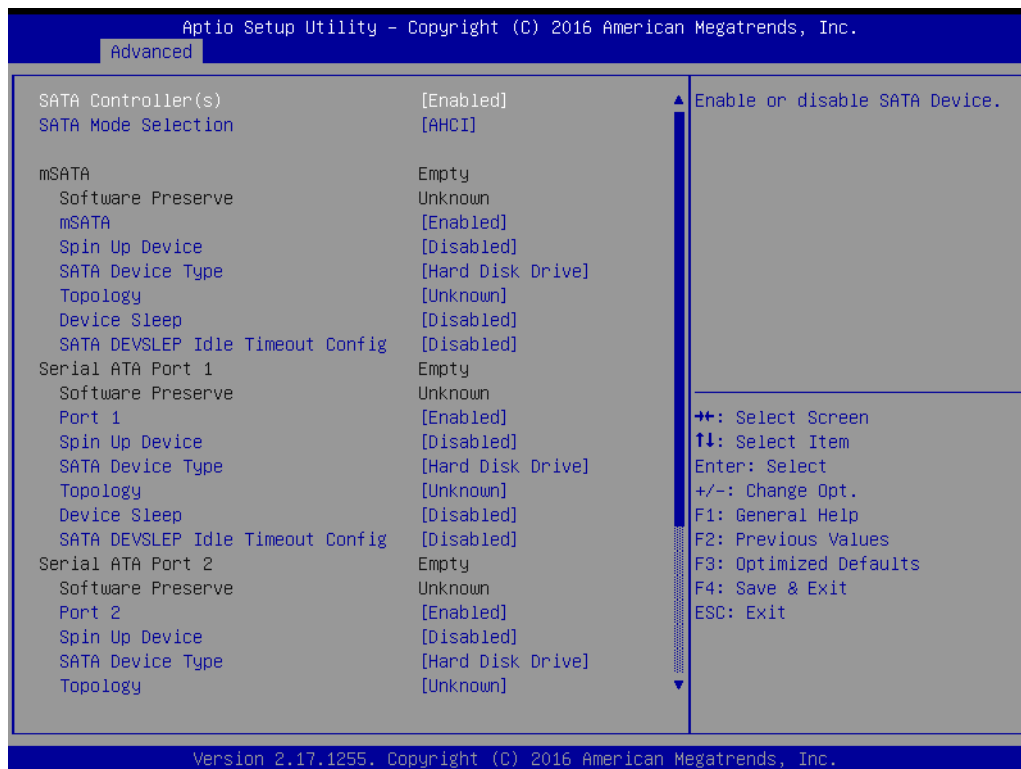 Aptio Setup Utility – Copyright (C) 2016 American Megatrends, Inc.
Advanced
SATA Controller(s) [Enabled]
SATA Mode Selection [AHCI]
mSATA Empty
Software Preserve Unknown
mSATA [Enabled]
Spin Up Device [Disabled]
SATA Device Type [Hard Disk Drive]
Topology [Unknown]
Device Sleep [Disabled]
SATA DEVSLEP Idle Timeout Config [Disabled]
Serial ATA Port 1 Empty
Software Preserve Unknown
Port 1 [Enabled]
Spin Up Device [Disabled]
SATA Device Type [Hard Disk Drive]
Topology [Unknown]
Device Sleep [Disabled]
SATA DEVSLEP Idle Timeout Config [Disabled]
Serial ATA Port 2 Empty
Software Preserve Unknown
Port 2 [Enabled]
Spin Up Device [Disabled]
SATA Device Type [Hard Disk Drive]
Topology [Unknown]
Enable or disable SATA Device.
→←: Select Screen
↑↓: Select Item
Enter: Select
+/-: Change Opt.
F1: General Help
F2: Previous Values
F3: Optimized Defaults
F4: Save & Exit
ESC: Exit
Version 2.17.1255. Copyright (C) 2016 American Megatrends, Inc.